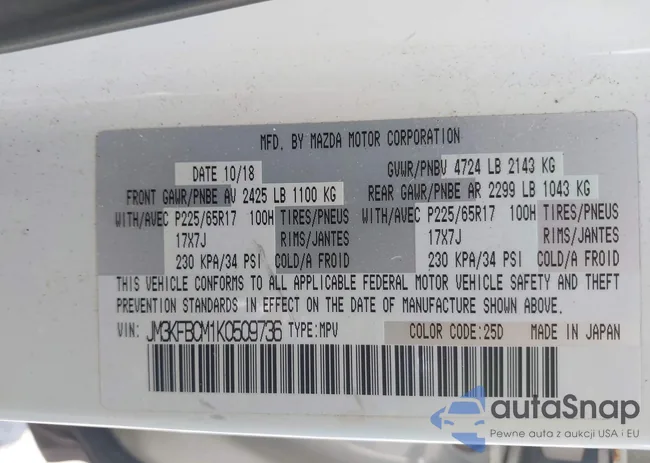 MFD. BY MAZDA MOTOR CORPORATION
DATE 10/18 GVWR/PNBV 4724 LB 2143 KG
FRONT GAWR/PNBE AV 2425 LB 1100 KG REAR GAWR/PNBE AR 2299 LB 1043 KG
WITH/AVEC P225/65R17 100H TIRES/PNEUS WITH/AVEC P225/65R17 100H TIRES/PNEUS
17X7J RIMS/JANTES 17X7J RIMS/JANTES
230 KPA/34 PSI COLD/A FROID 230 KPA/34 PSI COLD/A FROID
THIS VEHICLE CONFORMS TO ALL APPLICABLE FEDERAL MOTOR VEHICLE SAFETY AND THEFT
PREVENTION STANDARDS IN EFFECT ON THE DATE OF MANUFACTURE SHOWN ABOVE.
VIN: JM3KFBCM1K0509736 TYPE:MPV COLOR CODE:25D MADE IN JAPAN
autaSnap
Pewne auta z aukcji USA i EU